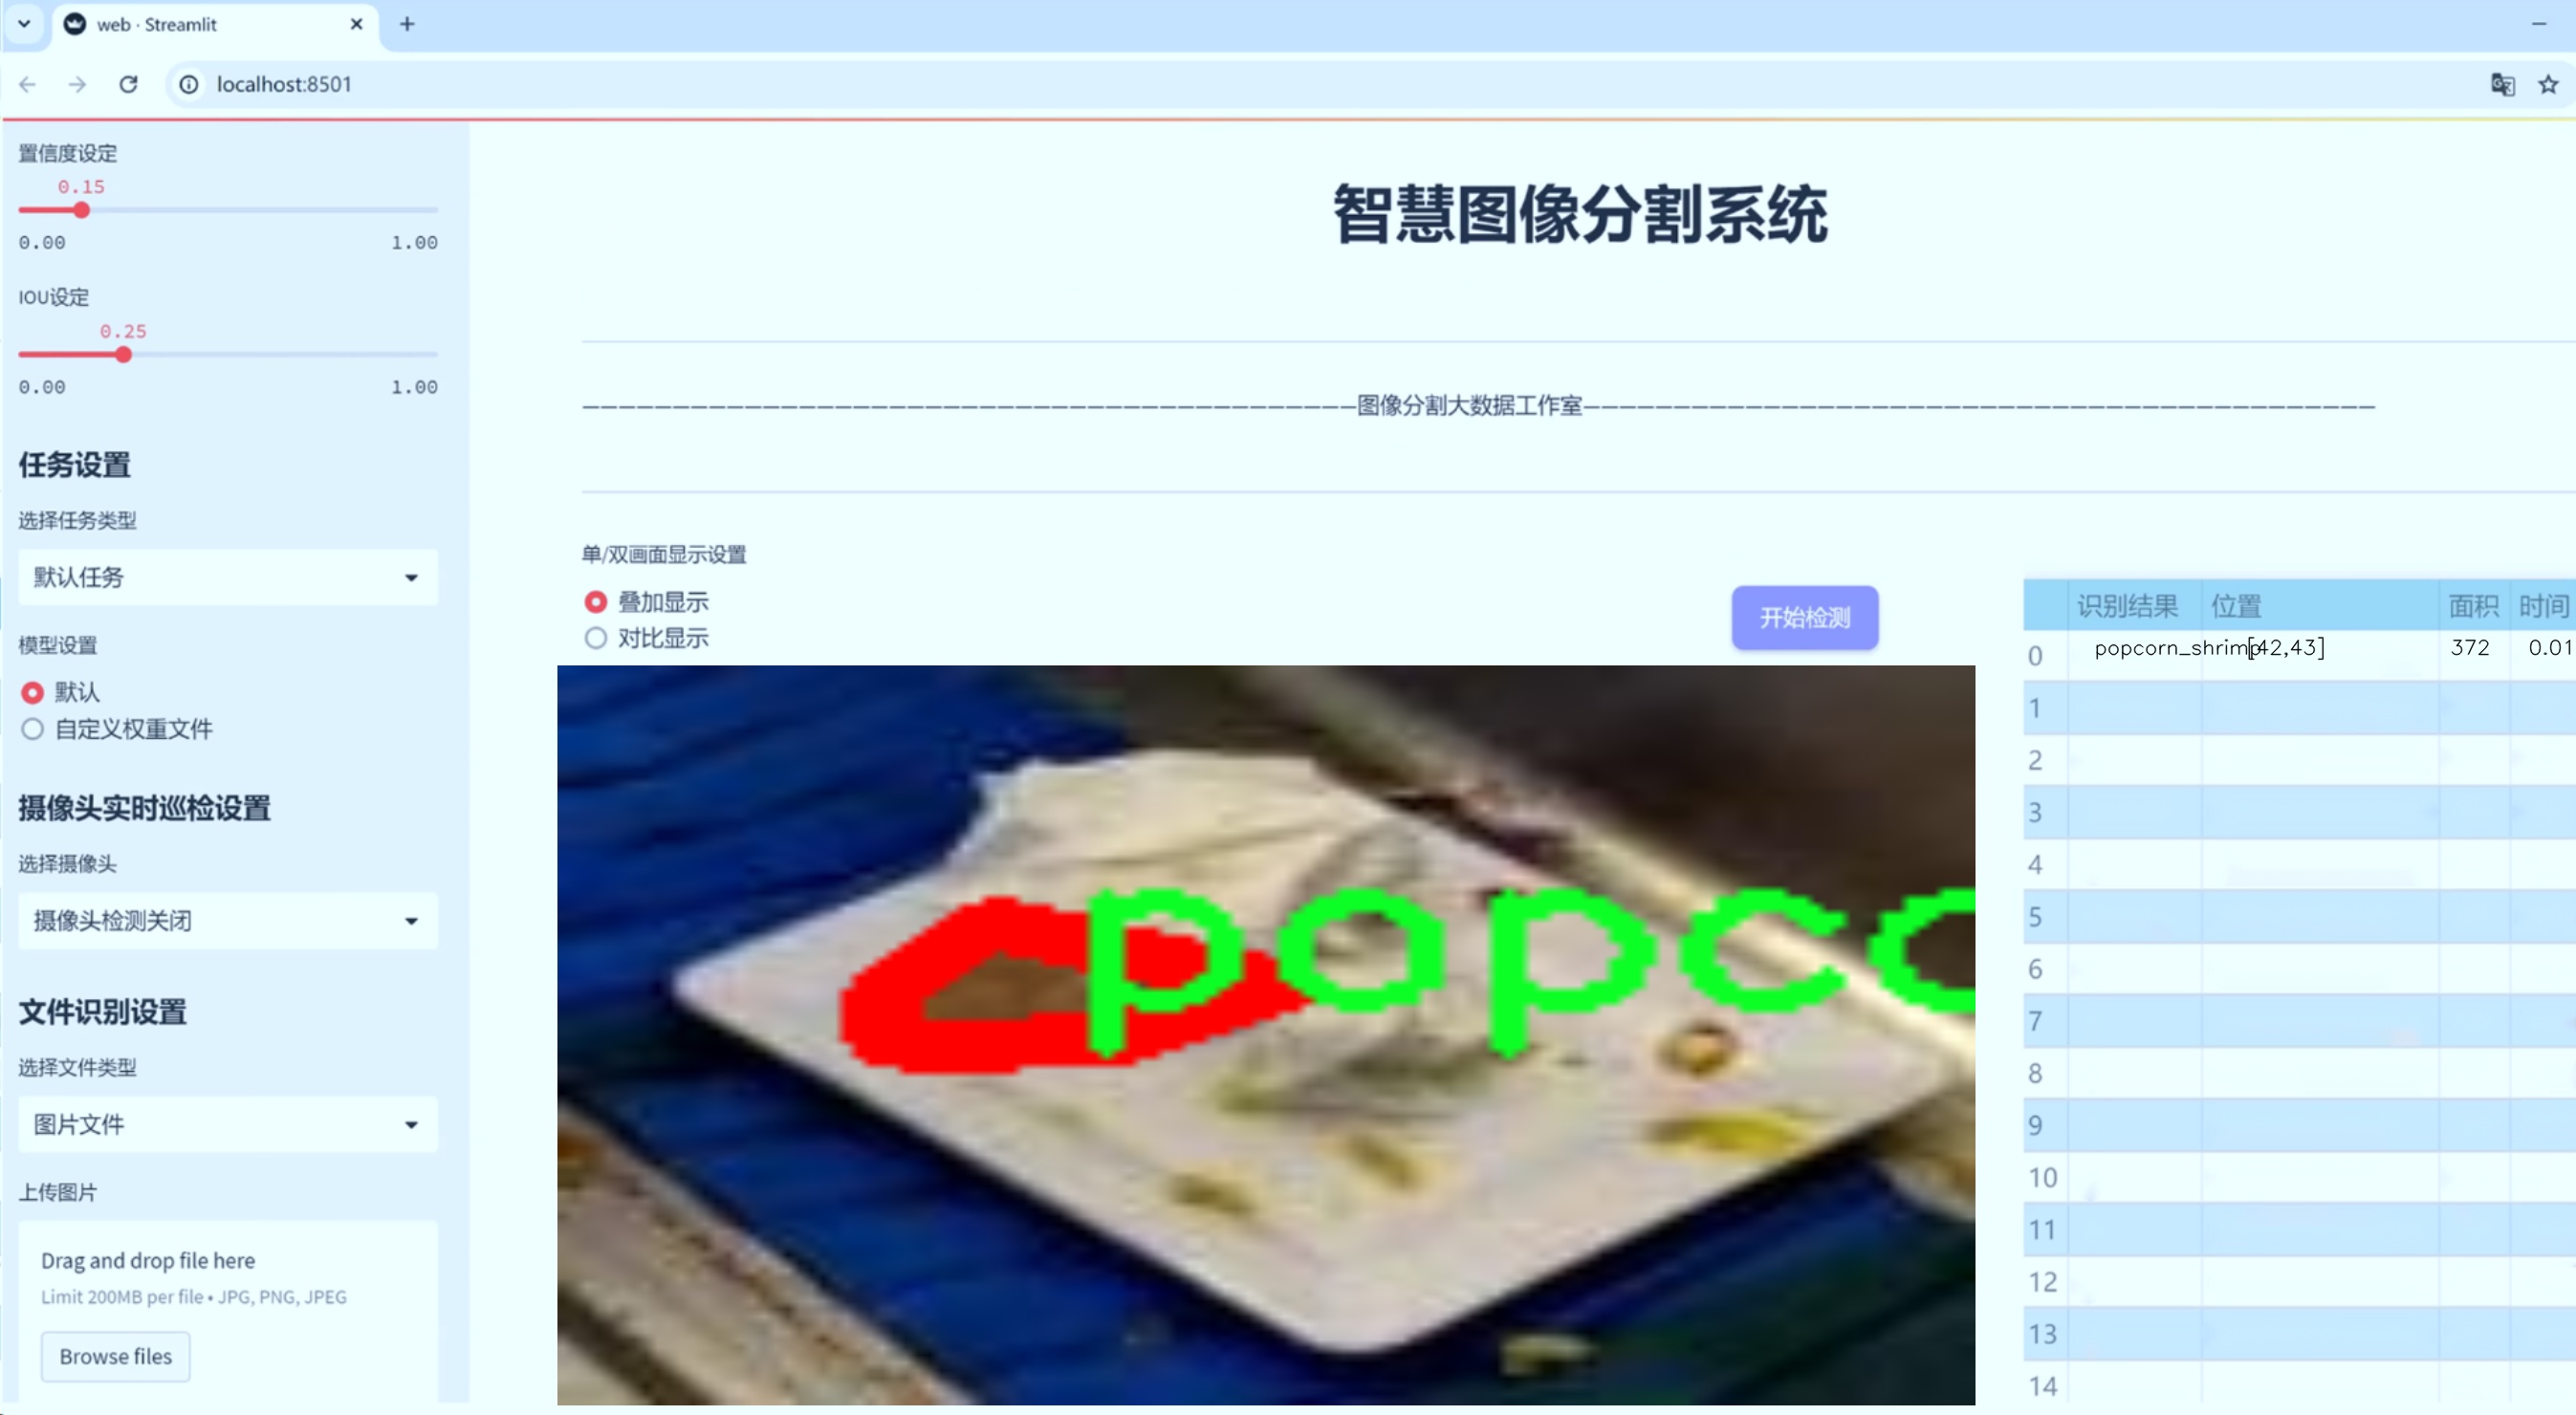 web · Streamlit
localhost:8501
置信度设定
0.15
0.00 1.00
IOU设定
0.25
0.00 1.00
任务设置
选择任务类型
默认任务
模型设置
默认
自定义权重文件
摄像头实时巡检设置
选择摄像头
摄像头检测关闭
文件识别设置
选择文件类型
图片文件
上传图片
Drag and drop file here
Limit 200MB per file • JPG, PNG, JPEG
Browse files
智慧图像分割系统
图像分割大数据工作室
单/双画面显示设置
叠加显示
对比显示
开始检测
popco
识别结果 位置 面积 时间
0 popcorn_shrimp[42,43] 372 0.01
1
2
3
4
5
6
7
8
9
10
11
12
13
14